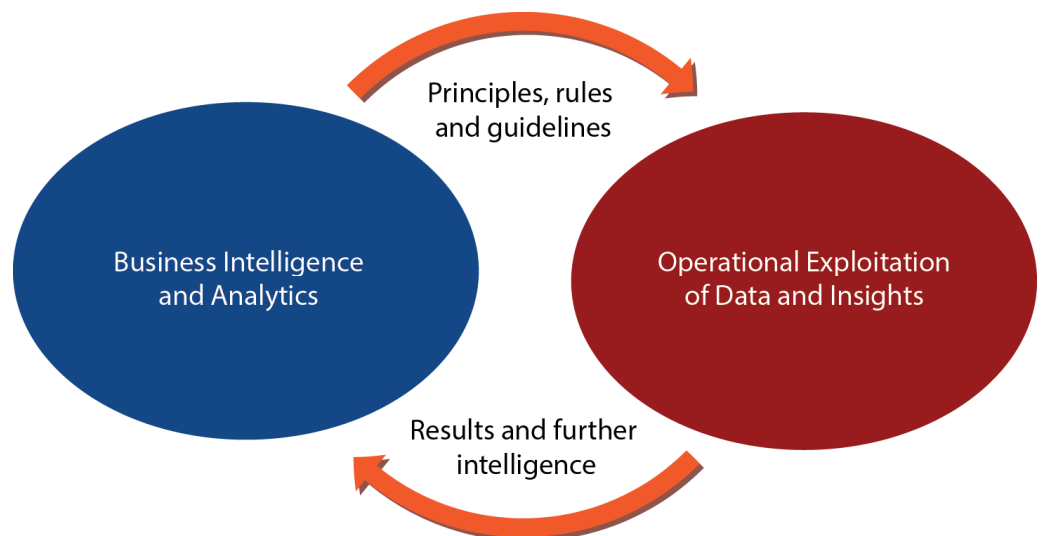 Principles, rules
and guidelines
Business Intelligence
and Analytics
Operational Exploitation
of Data and Insights
Results and further
intelligence